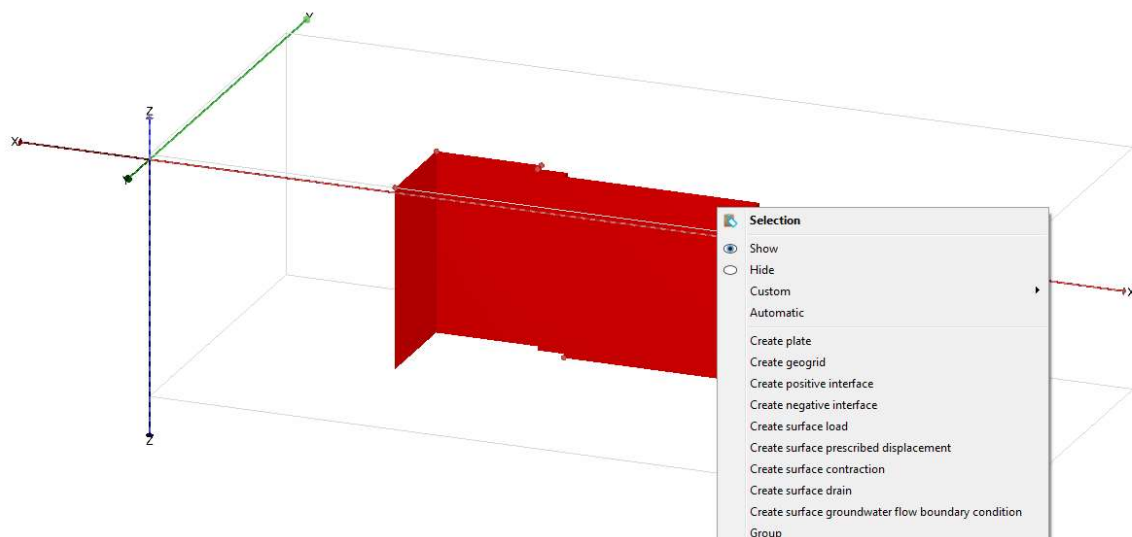 Y
Z
X
Y
Selection
Show
Hide
Custom
X
Automatic
Create plate
Create geogrid
Create positive interface
Create negative interface
Create surface load
Z
Create surface prescribed displacement
Create surface contraction
Create surface drain
Create surface groundwater flow boundary condition
Group